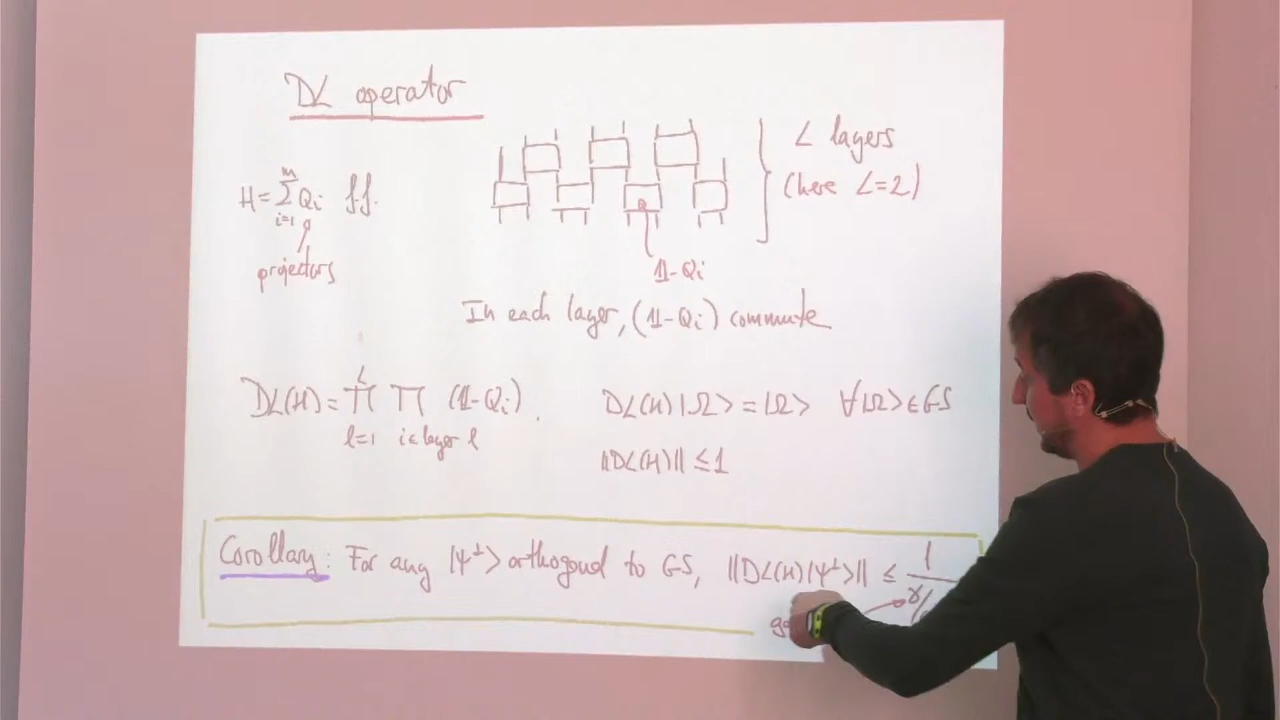 DL operator
L layers
(here L=2)
H = Σ_{i=1}^{m} Q_i f.f.
projectors
1-Q_i
In each layer, (1-Q_i) commute
DL(H) = ∏_{l=1}^{L} ∏_{i∈layer l} (1-Q_i).
DL(H)|Ω> = |Ω> ∀|Ω>∈GS
||DL(H)|| ≤ 1
Corollary: For any |ψ^⊥> orthogonal to GS, ||DL(H)|ψ^⊥>|| ≤ 1
γ/